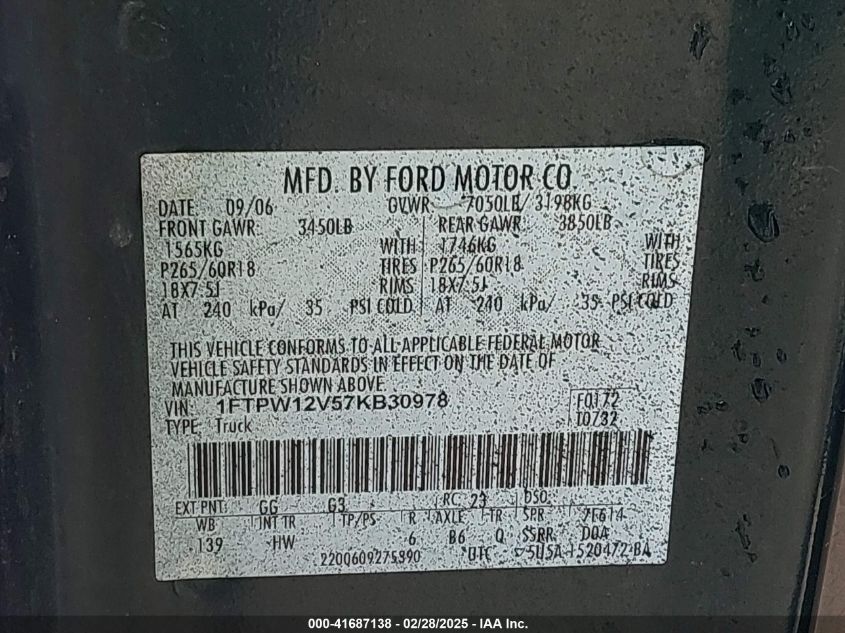 MFD. BY FORD MOTOR CO.
DATE: 09/06 GVWR: 7050LB/ 3198KG
FRONT GAWR: 3450LB REAR GAWR: 3850LB
1565KG WITH 1746KG WITH
P265/60R18 TIRES P265/60R18 TIRES
18X7.5J RIMS 18X7.5J RIMS
AT 240 kPa/ 35 PSI COLD AT 240 kPa/ 35 PSI COLD
THIS VEHICLE CONFORMS TO ALL APPLICABLE FEDERAL MOTOR
VEHICLE SAFETY STANDARDS IN EFFECT ON THE DATE OF
MANUFACTURE SHOWN ABOVE.
VIN: 1FTPW12V57KB30978 F0172
TYPE: Truck T0732
EXT PNT: GG G3 RC: 23 DSO:
WB INT TR TP/PS R AXLE TR SPR 7F614
139 HW 6 B6 Q SSRR DOA
2200609275390 UTC 5U5A-1520472-BA
000-41687138 - 02/28/2025 - IAA Inc.